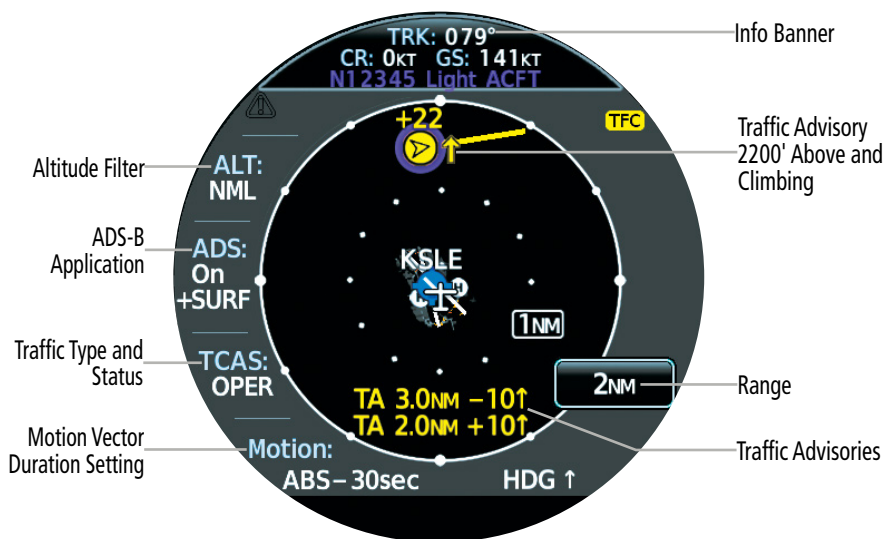 TRK: 079°
CR: 0KT GS: 141KT
N12345 Light ACFT
Info Banner
+22
TFC
Traffic Advisory
2200' Above and
Climbing
Altitude Filter
ALT:
NML
ADS-B
Application
ADS:
On
+SURF
KSLE
H
1NM
Traffic Type and
Status
TCAS:
OPER
2NM
Range
TA 3.0NM −10↑
TA 2.0NM +10↑
Traffic Advisories
Motion Vector
Duration Setting
Motion:
ABS−30sec
HDG ↑